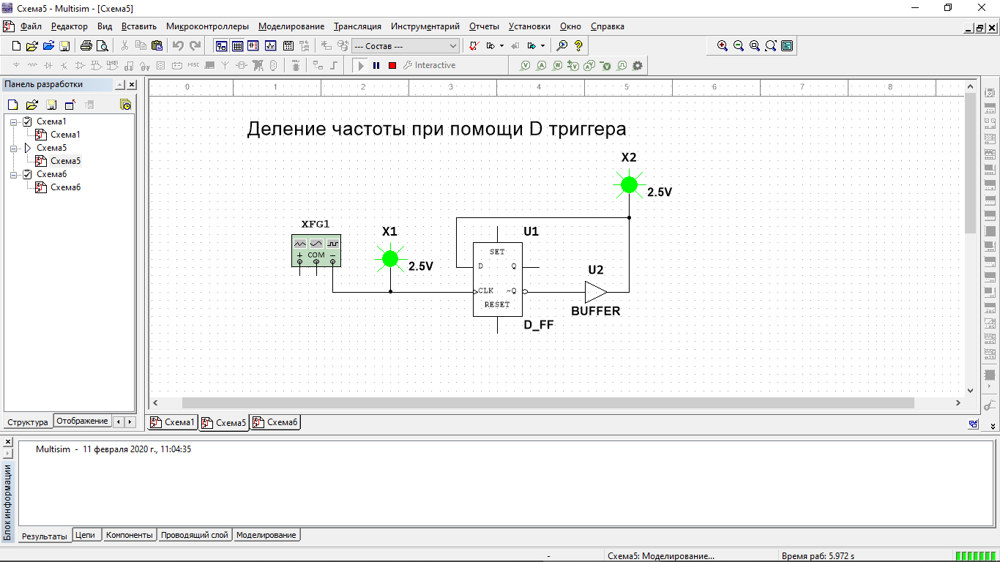 Схема5 - Multisim - [Схема5]
Файл Редактор Вид Вставить Микроконтроллеры Моделирование Трансляция Инструментарий Отчеты Установки Окно Справка
--- Состав ---
MISC Interactive
Панель разработки
Схема1
Схема1
Схема5
Схема5
Схема6
Схема6
Структура Отображение
0 1 2 3 4 5 6 7 8
Деление частоты при помощи D триггера
X2
2.5V
XFG1
COM
X1
2.5V
U1
SET
D Q
CLK ~Q
RESET
D_FF
U2
BUFFER
Схема1 Схема5 Схема6
Multisim - 11 февраля 2020 г., 11:04:35
Блок информации
Результаты Цепи Компоненты Проводящий слой Моделирование
- Схема5: Моделирование... Время раб: 5.972 s